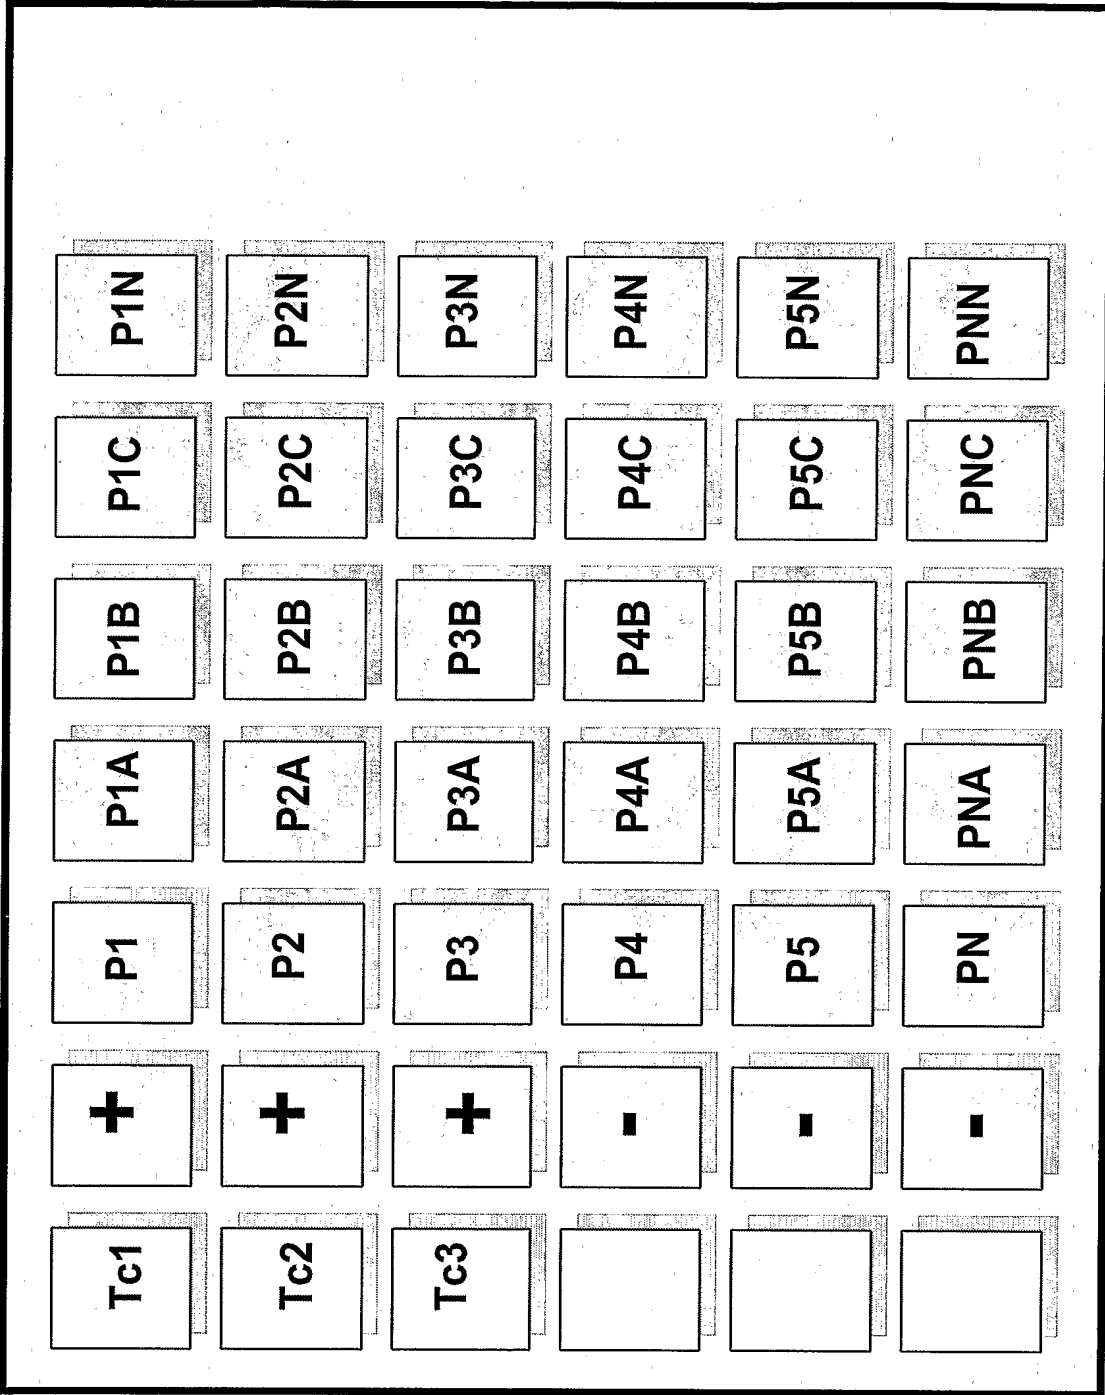 Tc1 + P1 P1A P1B P1C P1N
Tc2 + P2 P2A P2B P2C P2N
Tc3 + P3 P3A P3B P3C P3N
- P4 P4A P4B P4C P4N
- P5 P5A P5B P5C P5N
- PN PNA PNB PNC PNN